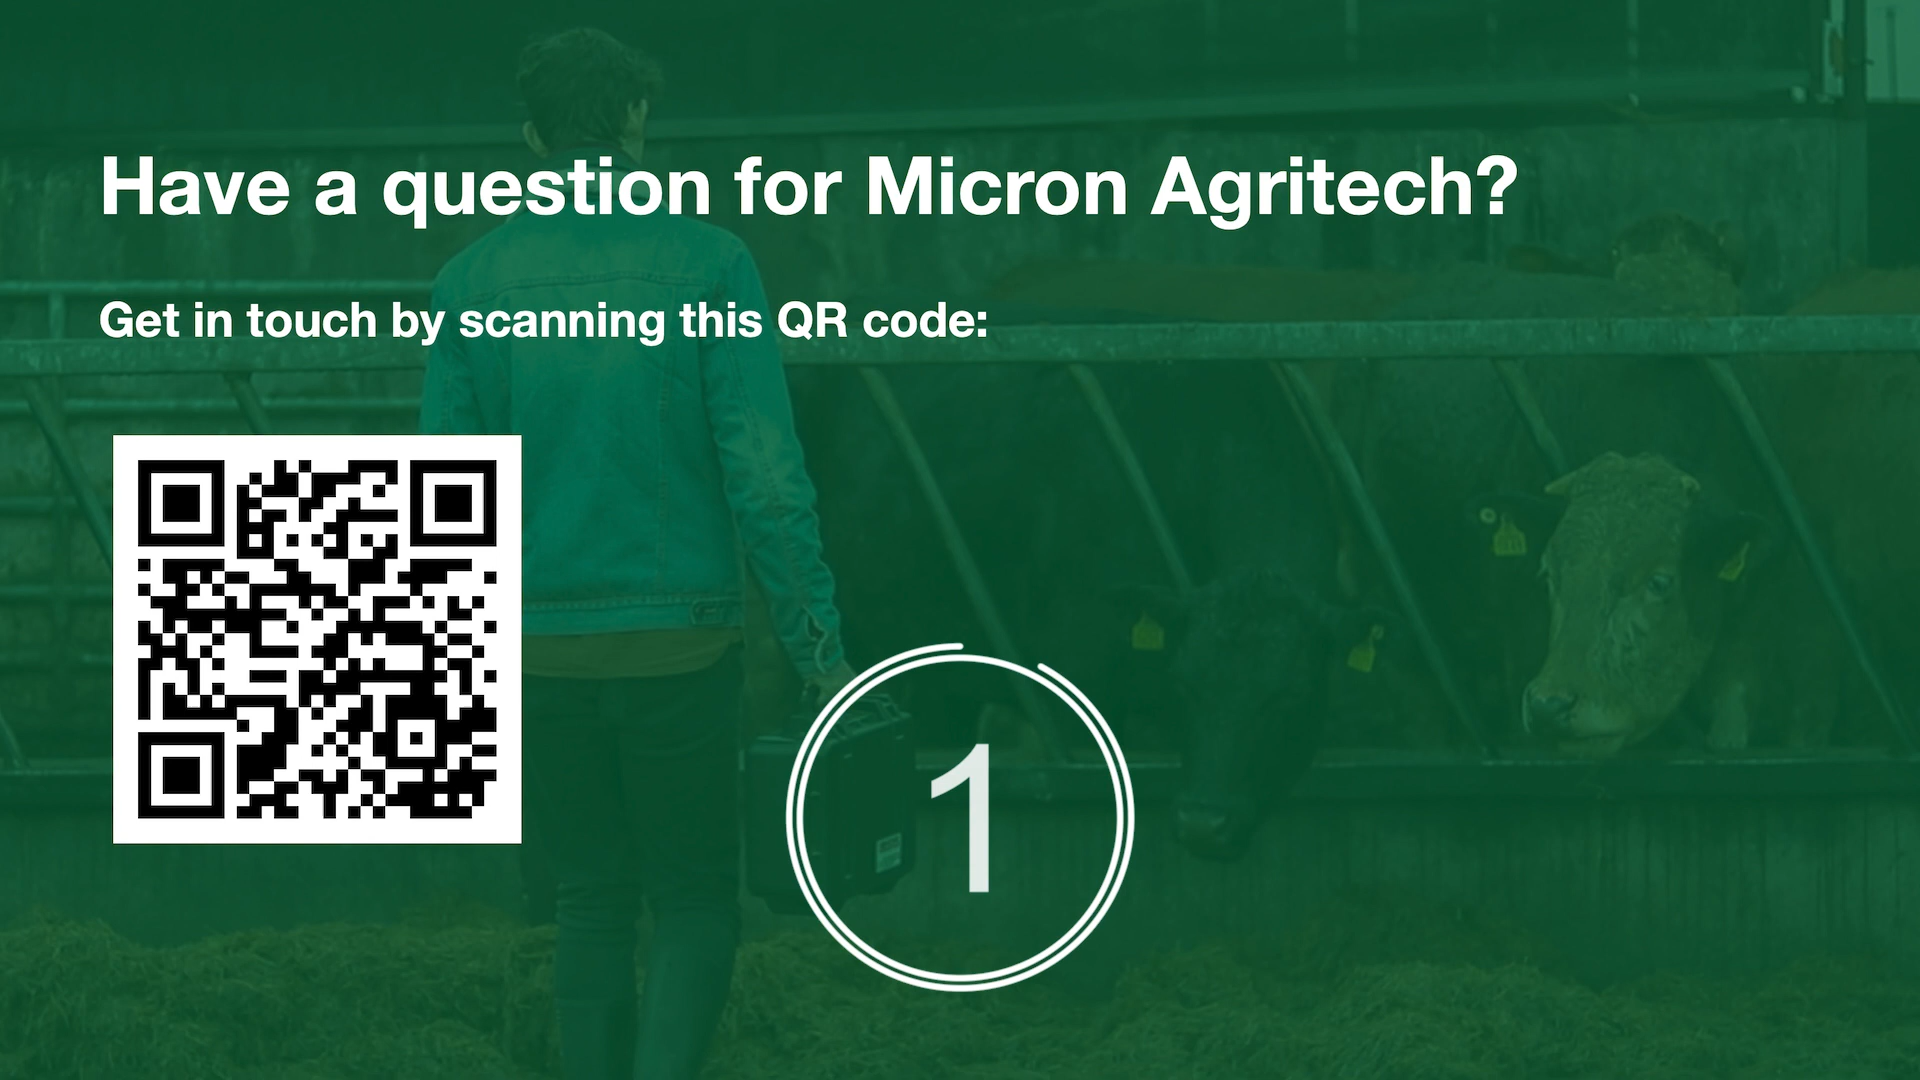 Have a question for Micron Agritech?
Get in touch by scanning this QR code:
1